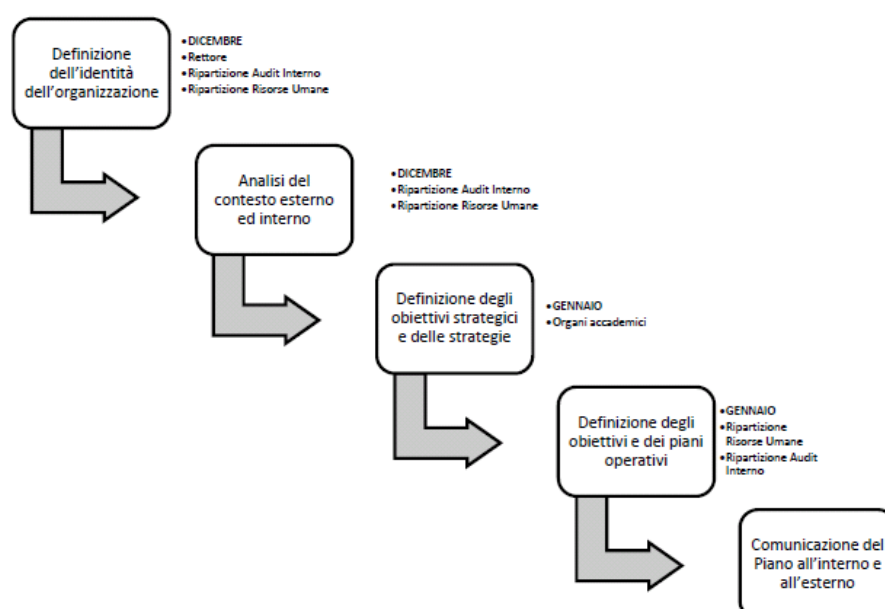 Definizione
dell'identità
dell'organizzazione
•DICEMBRE
•Rettore
•Ripartizione Audit Interno
•Ripartizione Risorse Umane
Analisi del
contesto esterno
ed interno
•DICEMBRE
•Ripartizione Audit Interno
•Ripartizione Risorse Umane
Definizione degli
obiettivi strategici
e delle strategie
•GENNAIO
•Organi accademici
Definizione degli
obiettivi e dei piani
operativi
•GENNAIO
•Ripartizione
Risorse Umane
•Ripartizione Audit
Interno
Comunicazione del
Piano all'interno e
all'esterno